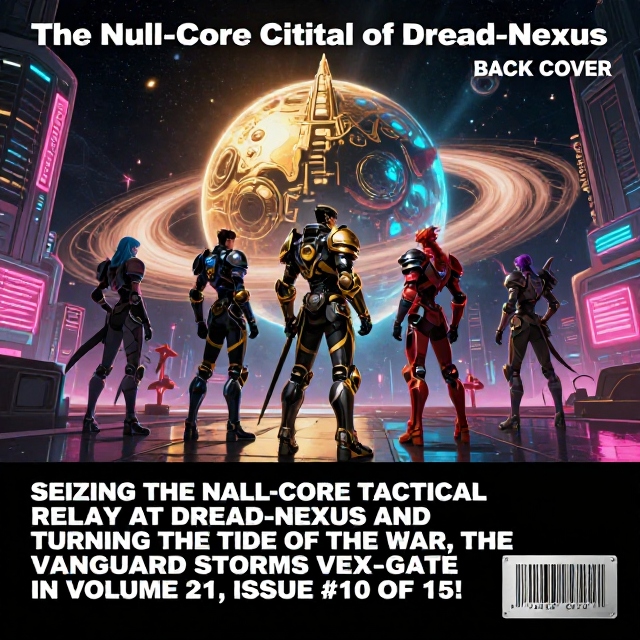 The Null-Core Citital of Dread-Nexus
BACK COVER
SEIZING THE NALL-CORE TACTICAL
RELAY AT DREAD-NEXUS AND
TURNING THE TIDE OF THE WAR, THE
VANGUARD STORMS VEX-GATE
IN VOLUME 21, ISSUE #10 OF 15!